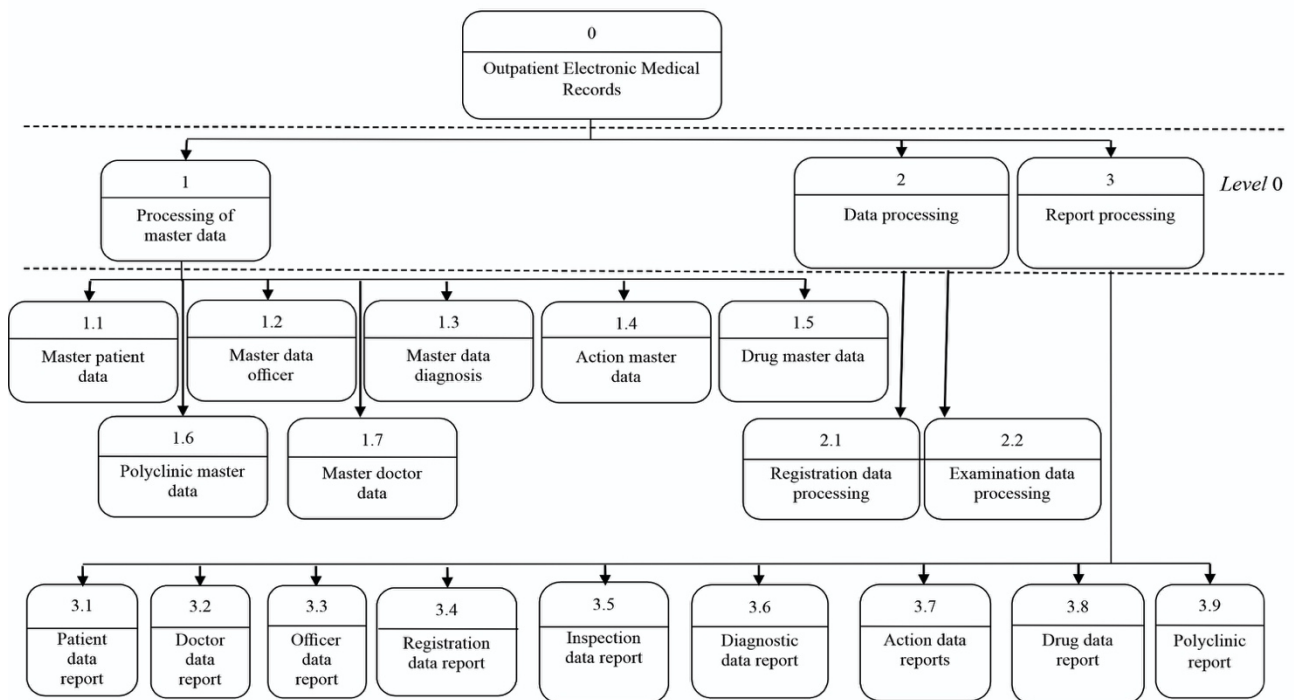 0
Outpatient Electronic Medical
Records
1
Processing of
master data
2
Data processing
3
Report processing
Level 0
1.1
Master patient
data
1.2
Master data
officer
1.3
Master data
diagnosis
1.4
Action master
data
1.5
Drug master data
1.6
Polyclinic master
data
1.7
Master doctor
data
2.1
Registration data
processing
2.2
Examination data
processing
3.1
Patient
data
report
3.2
Doctor
data
report
3.3
Officer
data
report
3.4
Registration
data report
3.5
Inspection
data report
3.6
Diagnostic
data report
3.7
Action data
reports
3.8
Drug data
report
3.9
Polyclinic
report